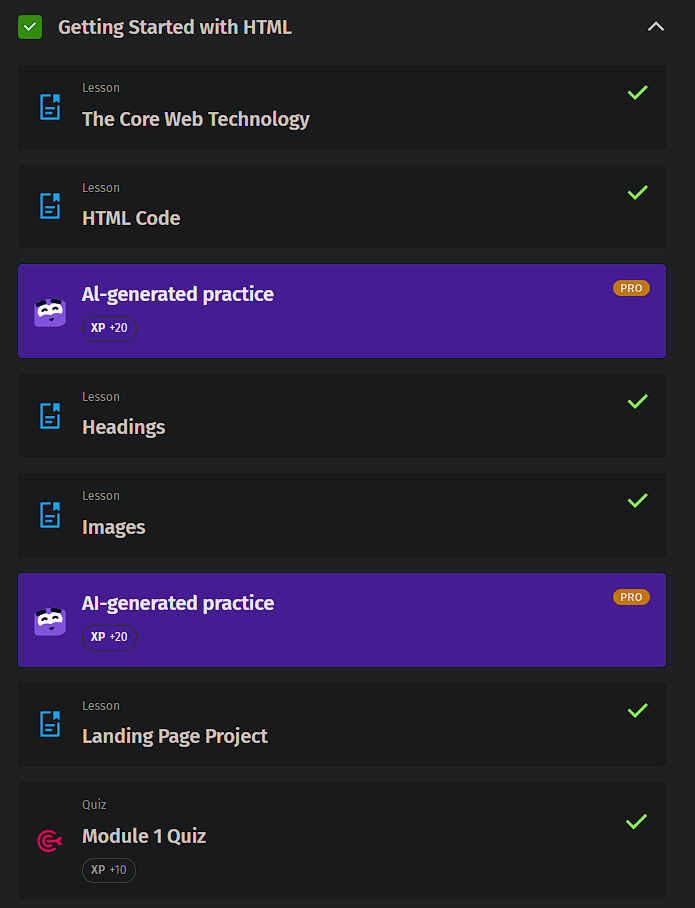 Getting Started with HTML
Lesson
The Core Web Technology
Lesson
HTML Code
AI-generated practice
PRO
XP +20
Lesson
Headings
Lesson
Images
AI-generated practice
PRO
XP +20
Lesson
Landing Page Project
Quiz
Module 1 Quiz
XP +10